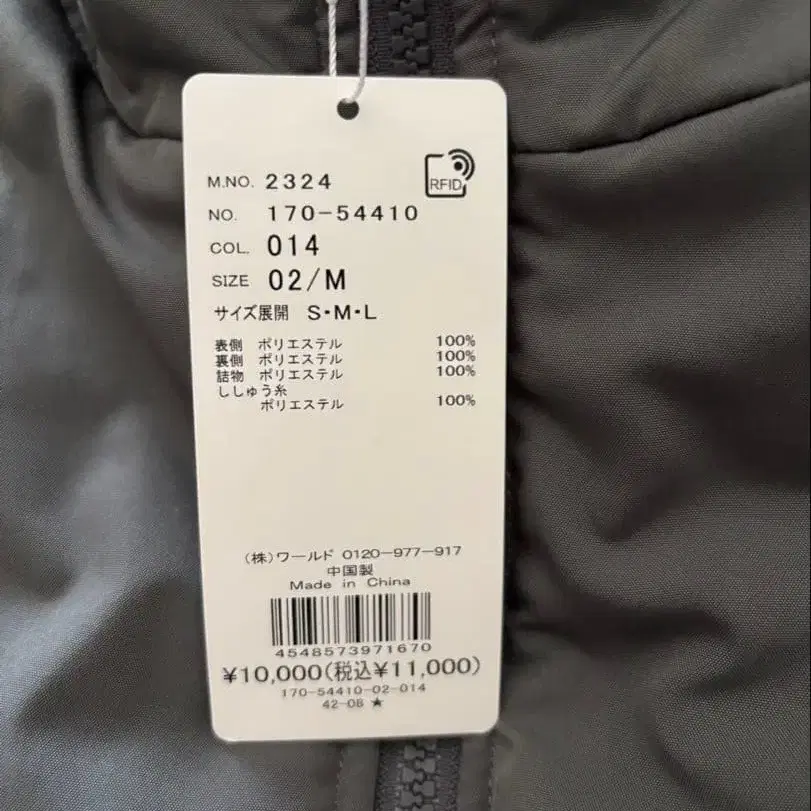 M.NO. 2324
RFID
NO. 170-54410
COL. 014
SIZE 02/M
サイズ展開 S・M・L
表側 ポリエステル 100%
裏側 ポリエステル 100%
詰物 ポリエステル 100%
ししゅう糸
ポリエステル 100%
(株)ワールド 0120-977-917
中国製
Made in China
4548573971670
¥10,000(税込¥11,000)
170-54410-02-014
42-08 ★